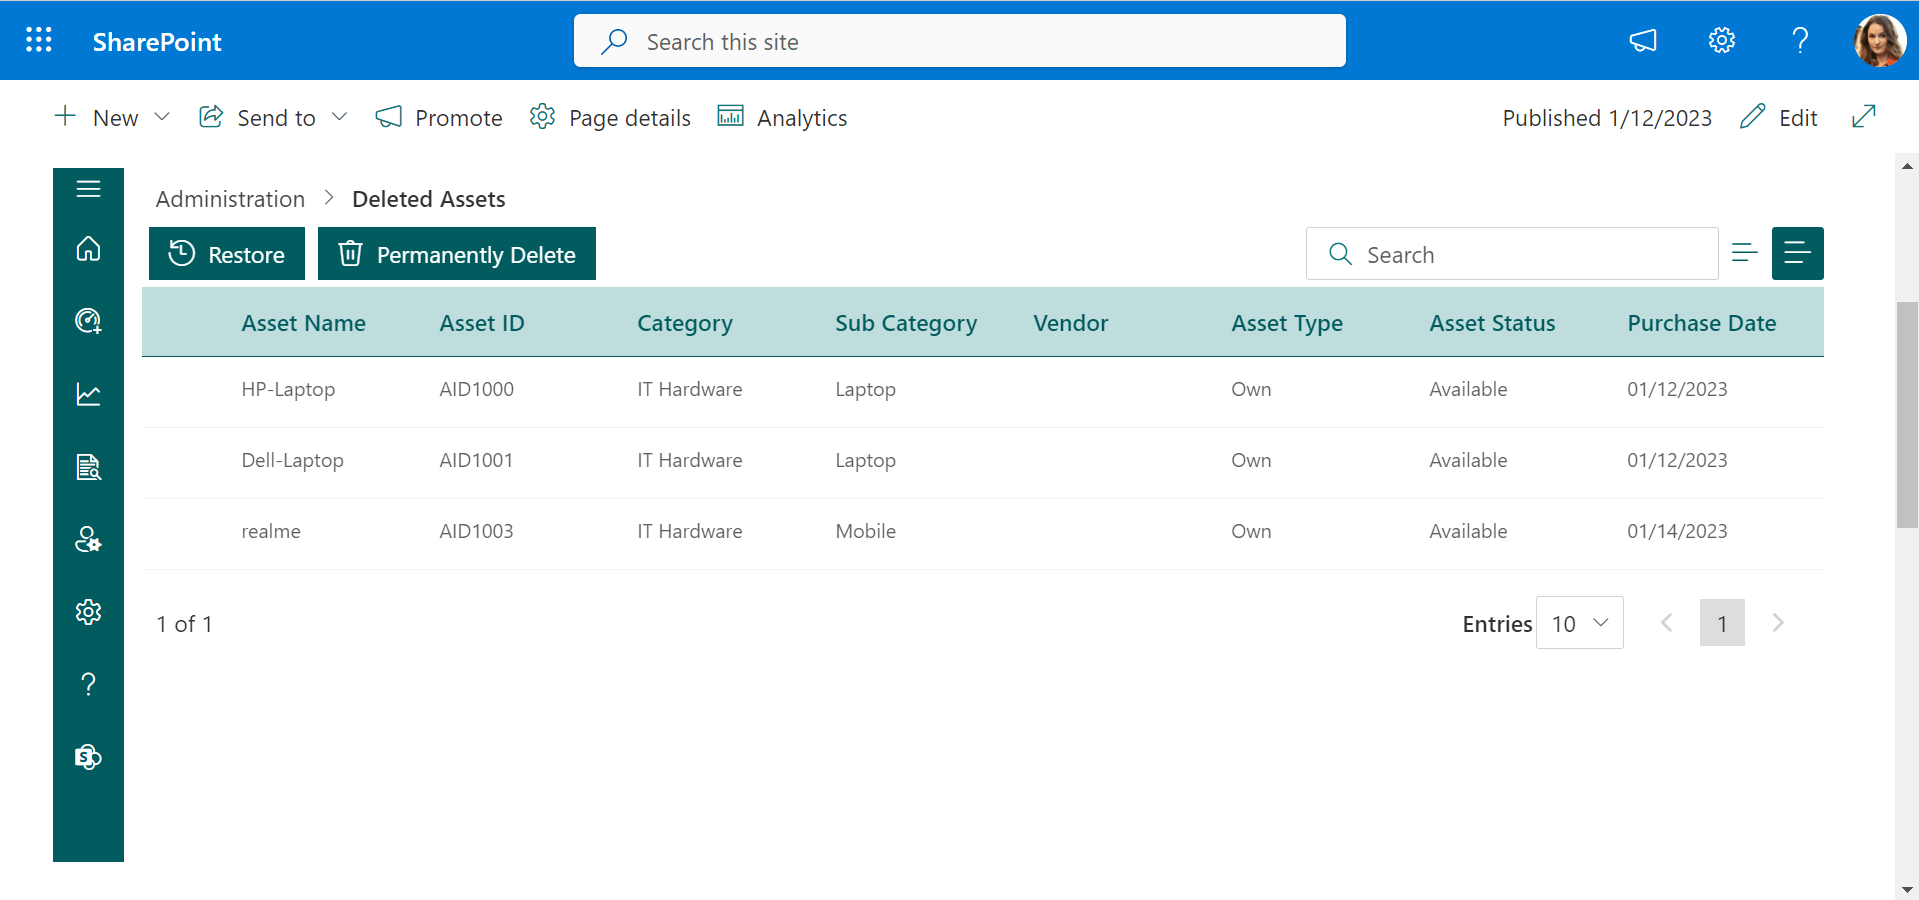 SharePoint
Search this site
New
Send to
Promote
Page details
Analytics
Published 1/12/2023
Edit
Administration > Deleted Assets
Restore
Permanently Delete
Search
Asset Name Asset ID Category Sub Category Vendor Asset Type Asset Status Purchase Date
HP-Laptop AID1000 IT Hardware Laptop Own Available 01/12/2023
Dell-Laptop AID1001 IT Hardware Laptop Own Available 01/12/2023
realme AID1003 IT Hardware Mobile Own Available 01/14/2023
1 of 1
Entries 10
1